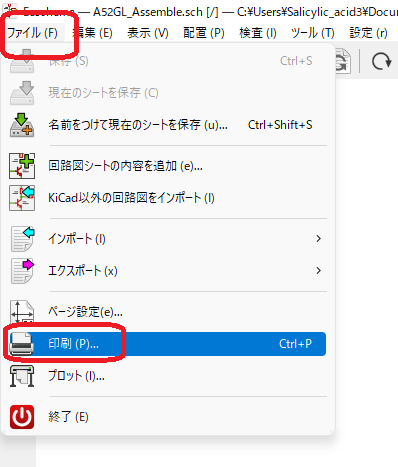 — A52GL_Assemble.sch [/] — C:¥Users¥Salicylic_acid3¥Docum
ファイル (F) 編集 (E) 表示 (V) 配置 (P) 検査 (I) ツール (T) 設定 (r)
保存 (S) Ctrl+S
現在のシートを保存 (C)
名前をつけて現在のシートを保存 (u)... Ctrl+Shift+S
回路図シートの内容を追加 (e)...
KiCad以外の回路図をインポート (I)
インポート (I)
エクスポート (x)
ページ設定(e)...
印刷 (P)... Ctrl+P
プロット (l)...
終了 (E)